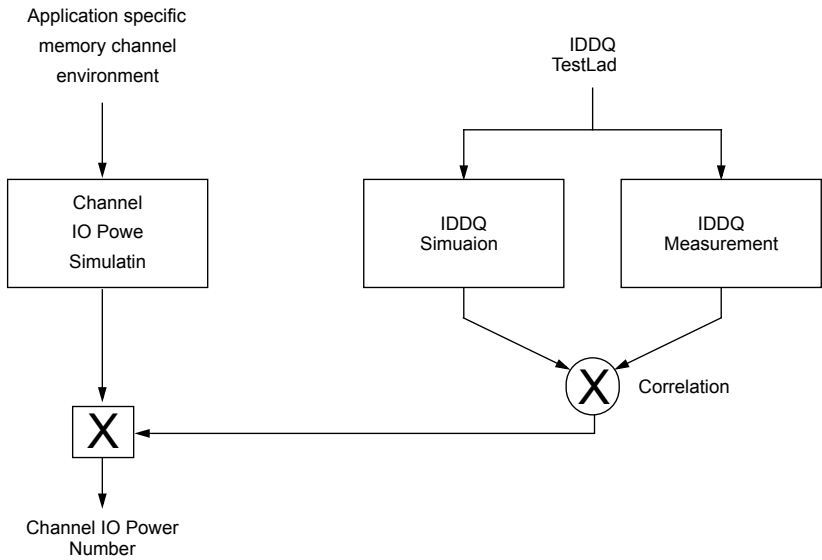 Application specific
memory channel
environment
IDDQ
TestLad
Channel
IO Powe
Simulatin
IDDQ
Simuaion
IDDQ
Measurement
X
Correlation
X
Channel IO Power
Number